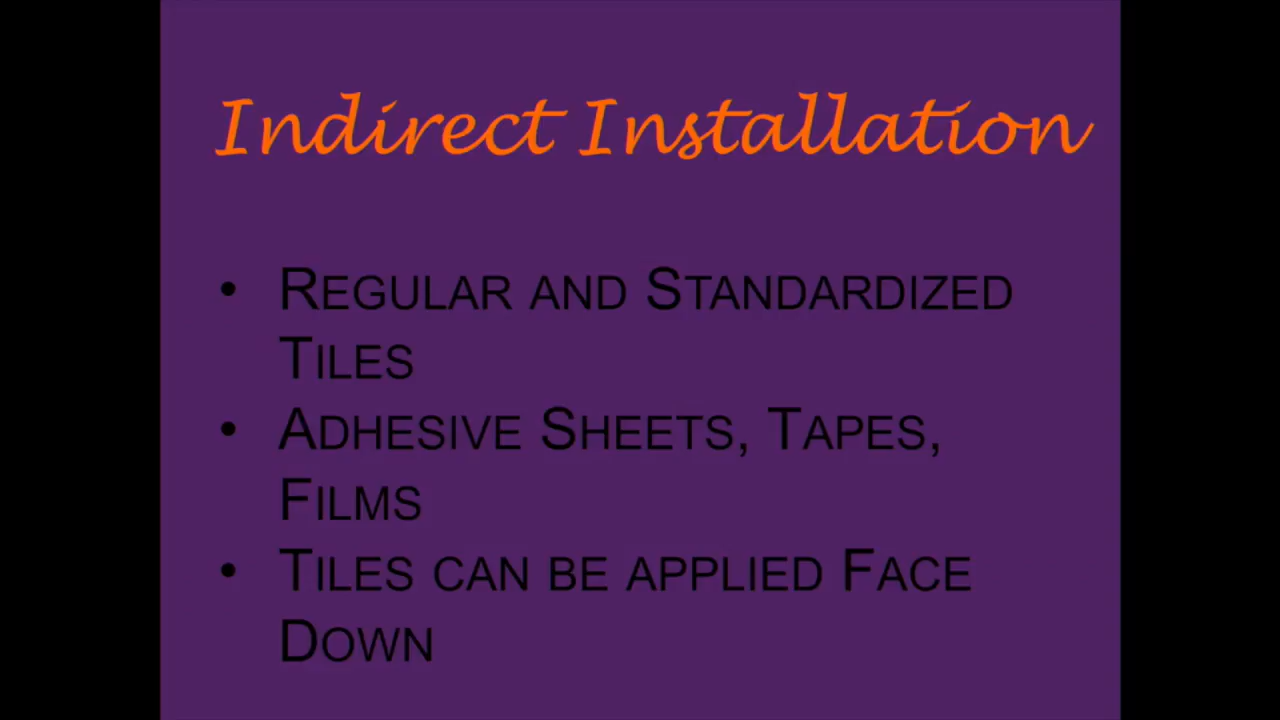 Indirect Installation
• Regular and Standardized
Tiles
• Adhesive Sheets, Tapes,
Films
• Tiles can be applied Face
Down